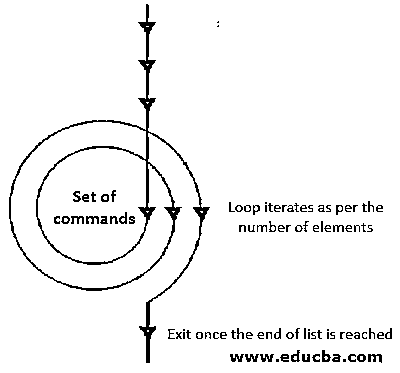 Set of
commands
Loop iterates as per the
number of elements
Exit once the end of list is reached
www.educba.com